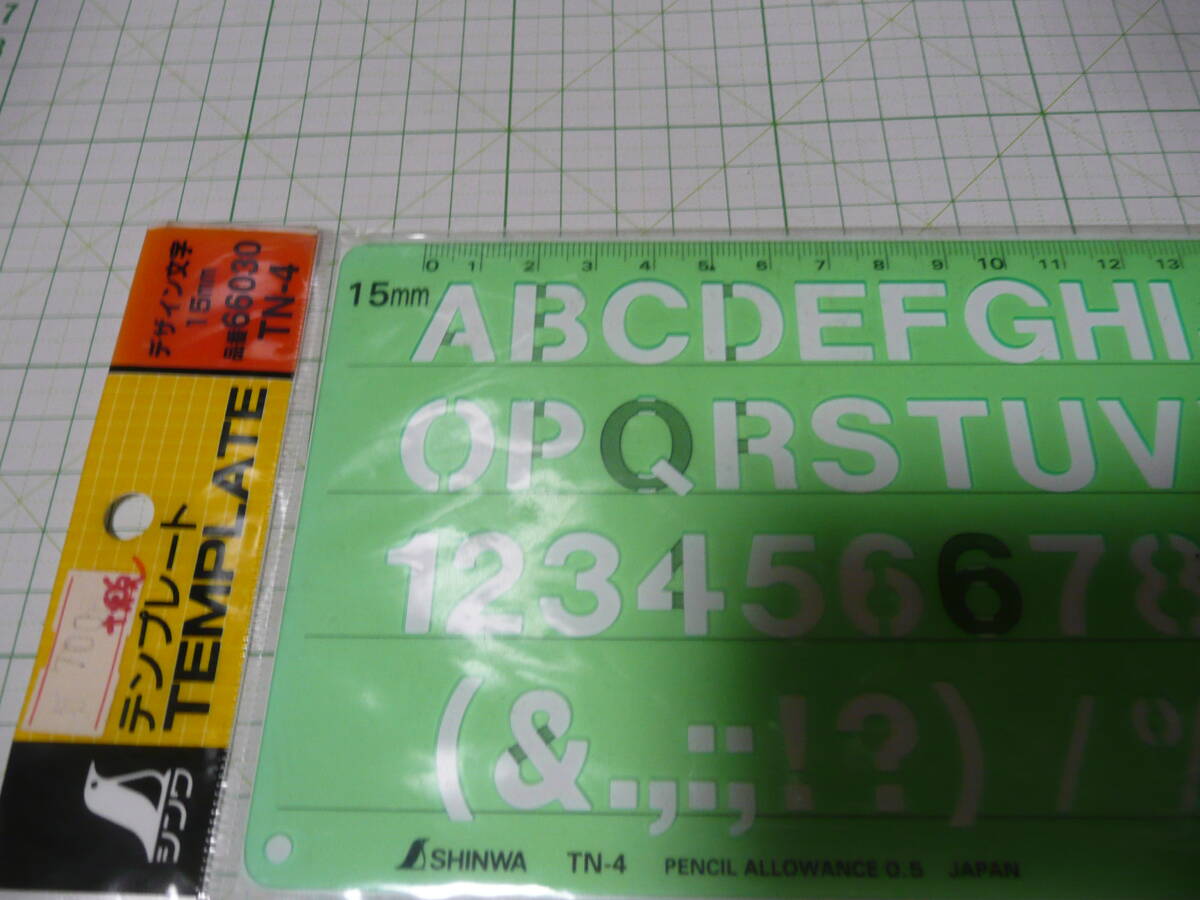 デザイン文字
15mm
品番66030
TN-4
テンプレート
TEMPLATE
700
シンワ
0 1 2 3 4 5 6 7 8 9 10 11 12 13
15mm
ABCDEFGHI
OPQRSTUV
123456678
(&.,:;!?)/%
SHINWA TN-4 PENCIL ALLOWANCE 0.5 JAPAN